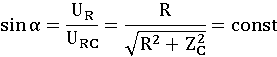 sin α = U_R / U_RC = R / √(R² + Z_C²) = const